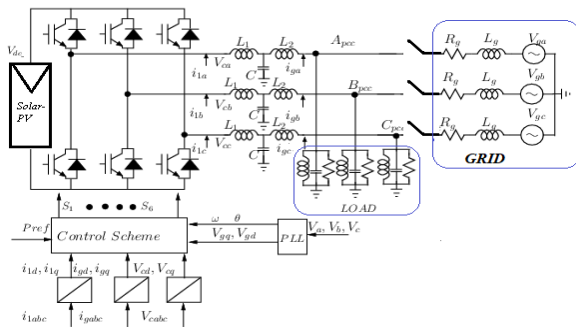 V_dc
Solar-
PV
L_1 L_2
V_ca
i_1a
C
i_ga
A_pcc
R_g L_g V_ga
L_1 L_2
V_cb
i_1b
C
i_gb
B_pcc
R_g L_g V_gb
L_1 L_2
V_cc
i_1c
C
i_gc
C_pcc
R_g L_g V_gc
GRID
LOAD
S_1 S_6
Pref
Control Scheme
ω θ
V_gq, V_gd
PLL
V_a, V_b, V_c
i_1d, i_1q i_gd, i_gq V_cd, V_cq
i_1abc i_gabc V_cabc